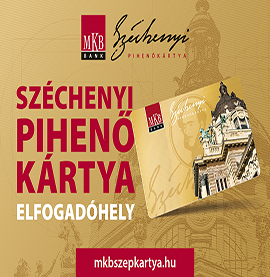 MKB
BANK
Széchenyi
PIHENŐKÁRTYA
SZÉCHENYI
PIHENŐ
KÁRTYA
ELFOGADÓHELY
MKB
BANK
Széchenyi
mkbszepkartya.hu